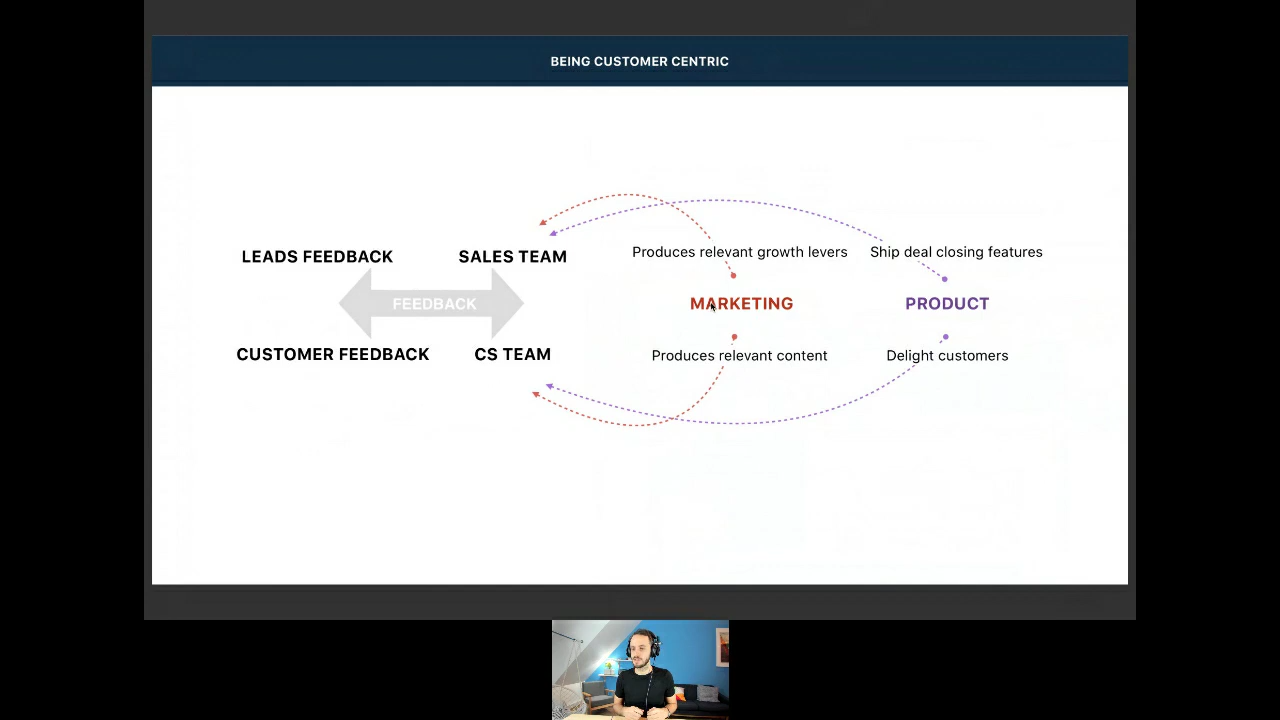 BEING CUSTOMER CENTRIC
Produces relevant growth levers
Ship deal closing features
LEADS FEEDBACK
SALES TEAM
FEEDBACK
MARKETING
PRODUCT
CUSTOMER FEEDBACK
CS TEAM
Produces relevant content
Delight customers